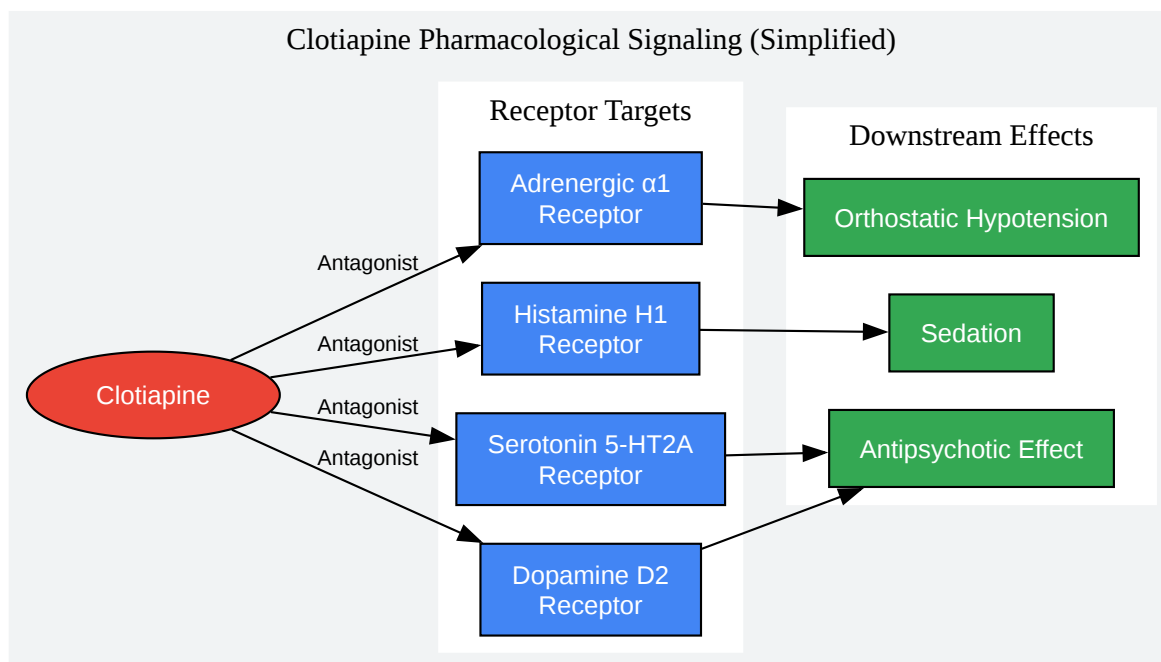 Clotiapine Pharmacological Signaling (Simplified)
Receptor Targets
Downstream Effects
Adrenergic α1
Receptor
Orthostatic Hypotension
Antagonist
Histamine H1
Receptor
Sedation
Antagonist
Clotiapine
Antagonist
Serotonin 5-HT2A
Receptor
Antipsychotic Effect
Antagonist
Dopamine D2
Receptor